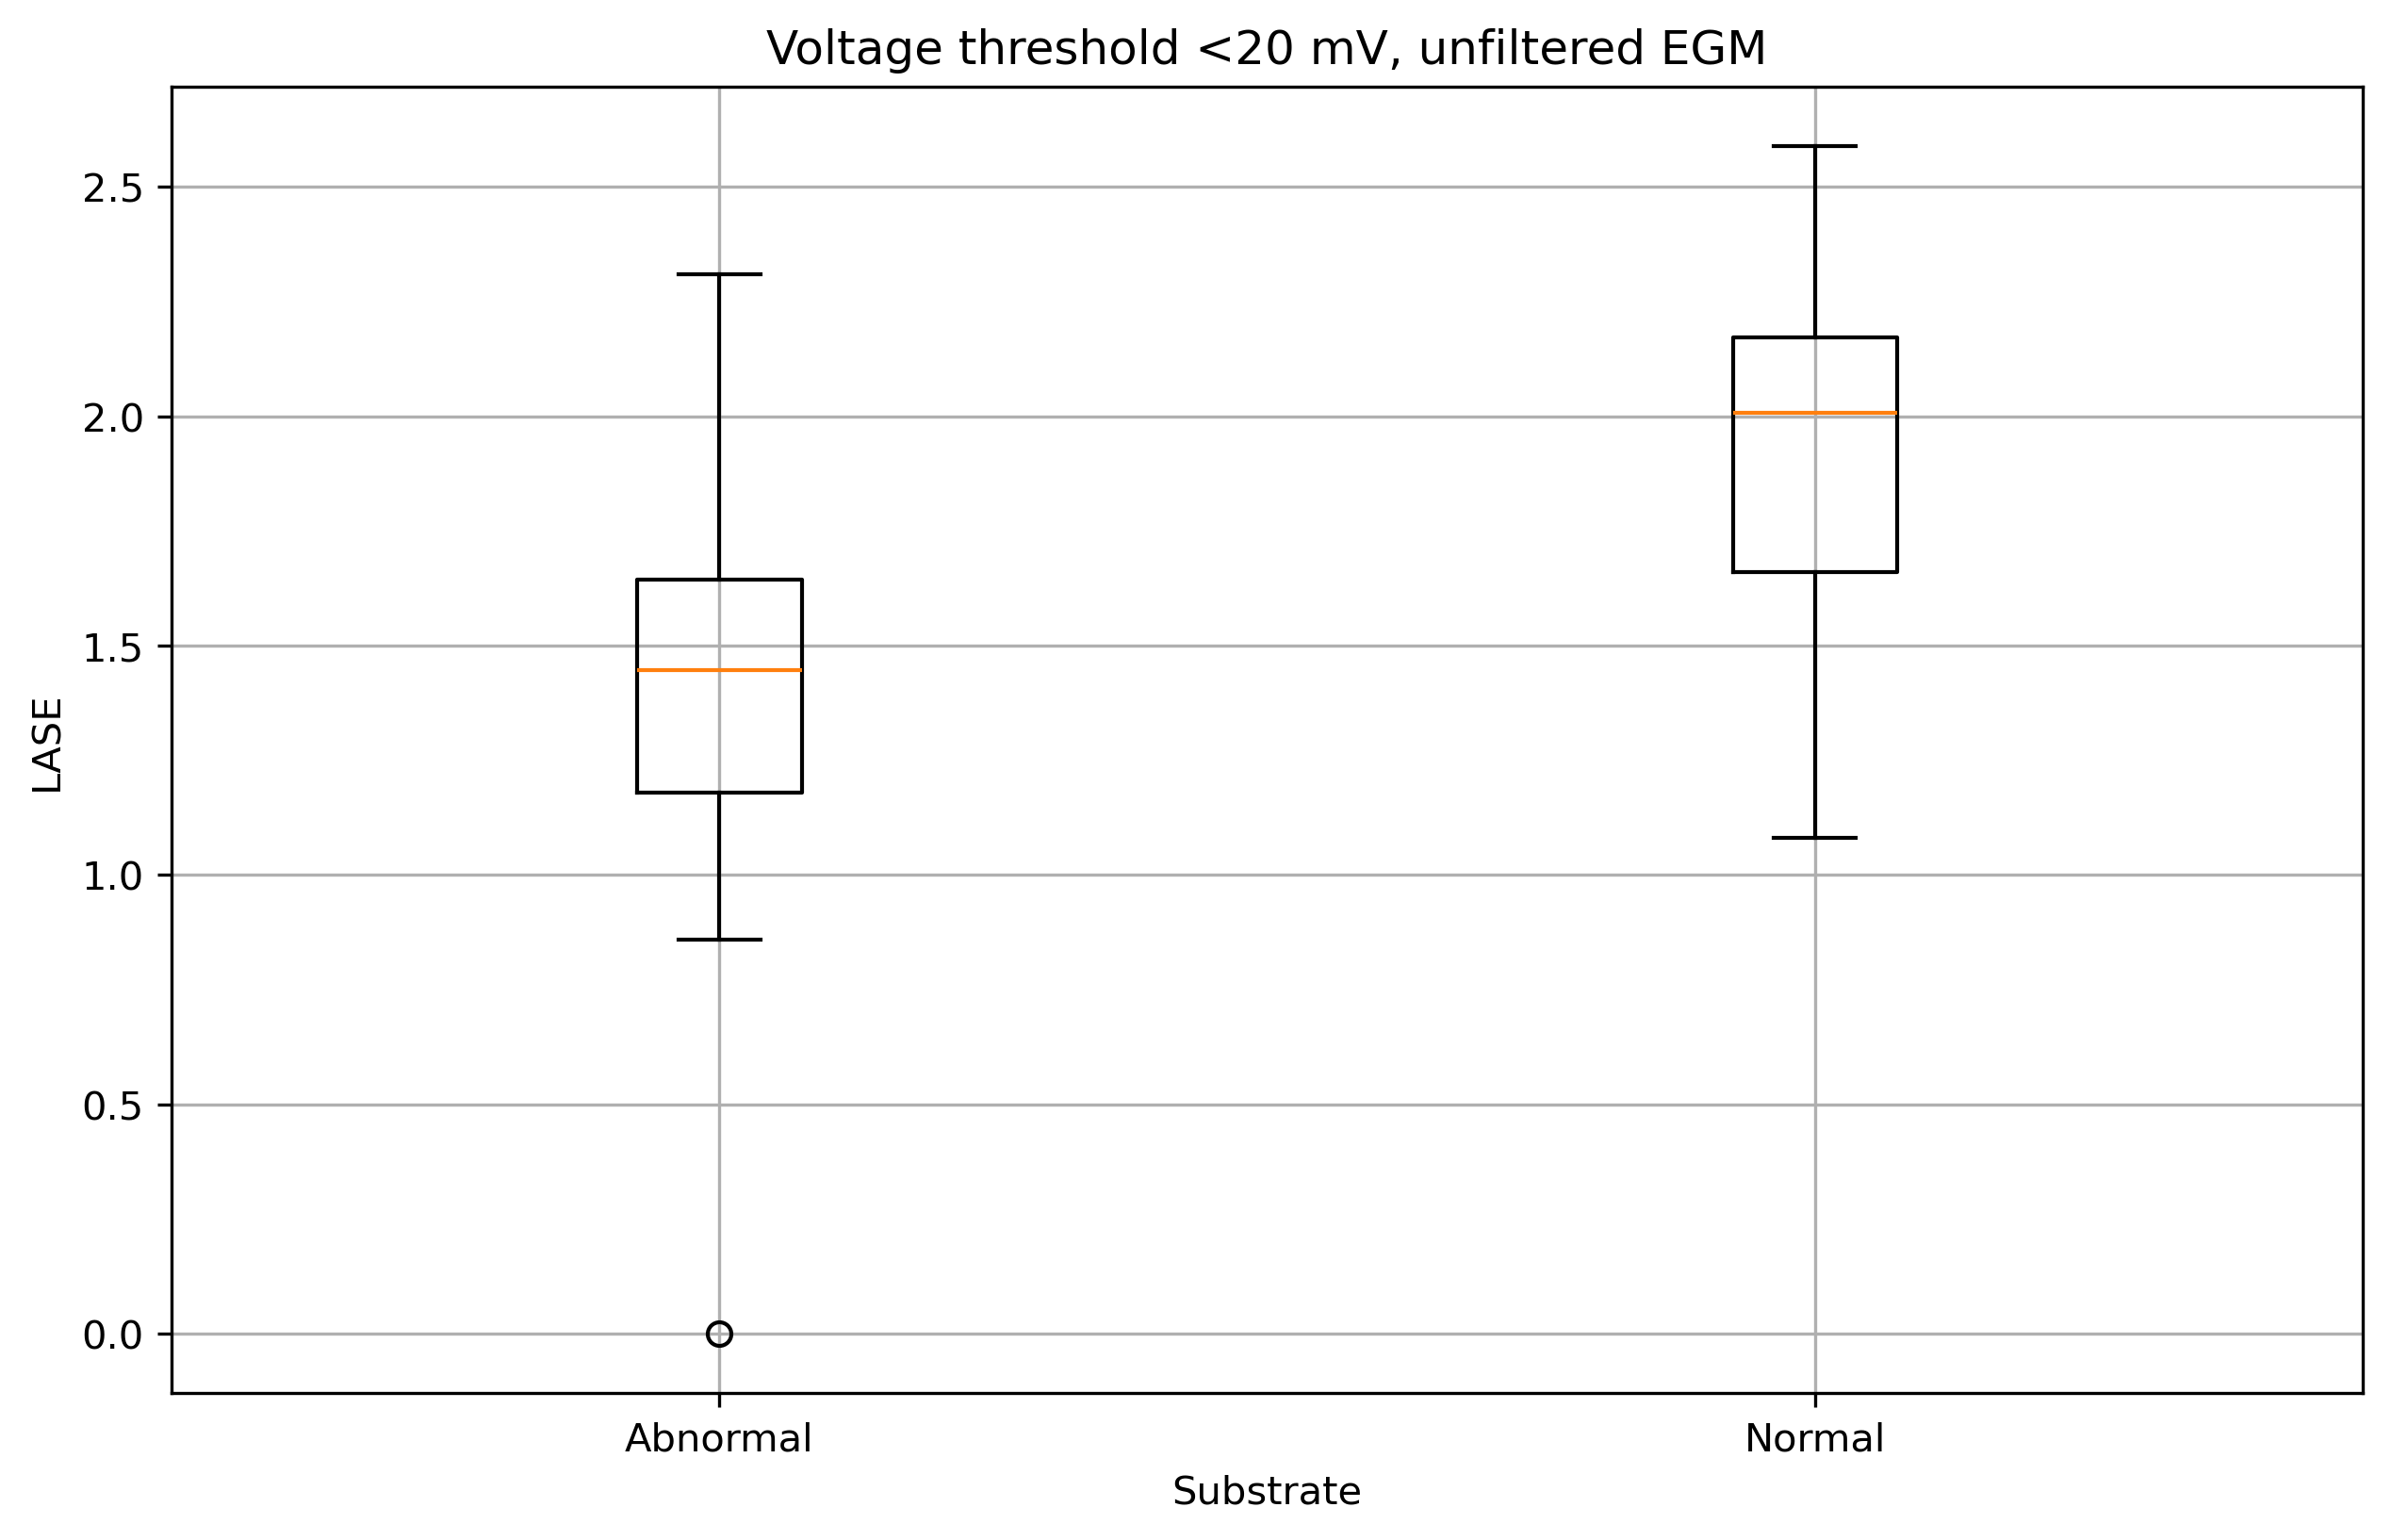 Voltage threshold <20 mV, unfiltered EGM
2.5
2.0
1.5
1.0
0.5
0.0
LASE
Abnormal
Normal
Substrate